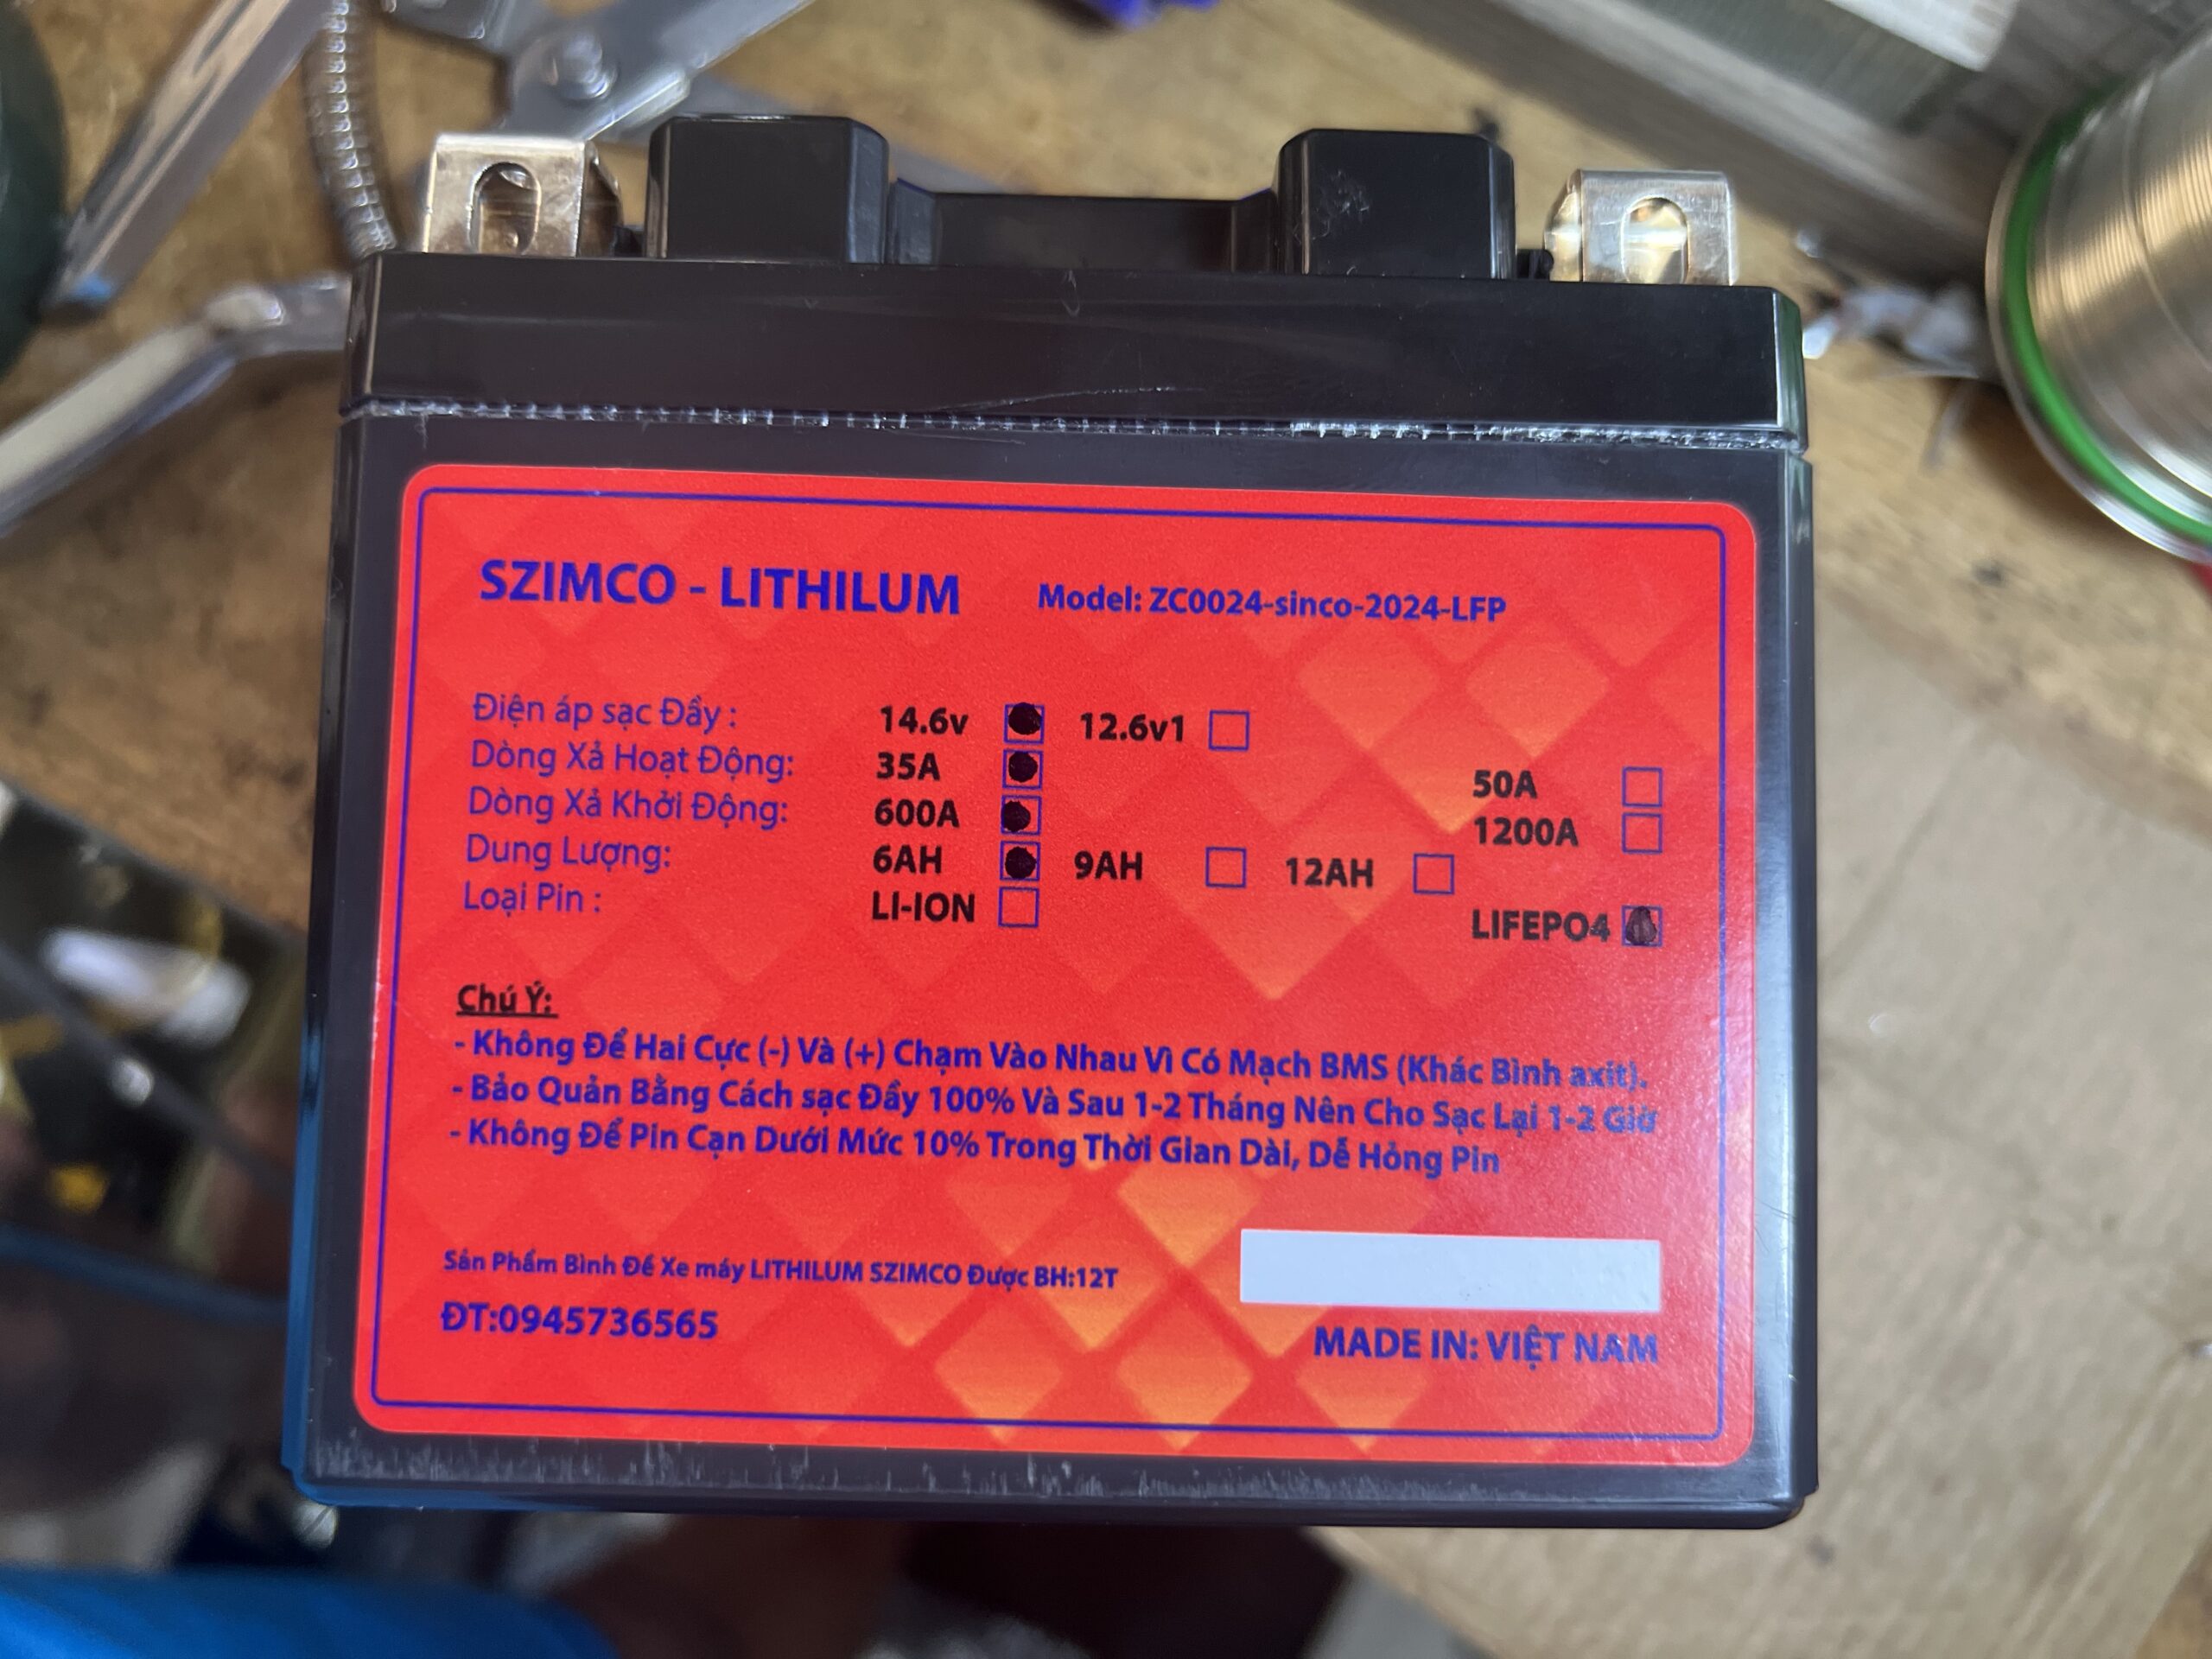 SZIMCO - LITHILUM Model: ZC0024-sinco-2024-LFP
Điện áp sạc Đầy : 14.6v 12.6v1
Dòng Xả Hoạt Động: 35A 50A
Dòng Xả Khởi Động: 600A 1200A
Dung Lượng: 6AH 9AH 12AH
Loại Pin : LI-ION LIFEPO4
Chú Ý:
- Không Để Hai Cực (-) Và (+) Chạm Vào Nhau Vì Có Mạch BMS (Khác Bình axit).
- Bảo Quản Bằng Cách sạc Đầy 100% Và Sau 1-2 Tháng Nên Cho Sạc Lại 1-2 Giờ
- Không Để Pin Cạn Dưới Mức 10% Trong Thời Gian Dài, Dễ Hỏng Pin
Sản Phẩm Bình Đề Xe máy LITHILUM SZIMCO Được BH:12T
ĐT:0945736565
MADE IN: VIỆT NAM